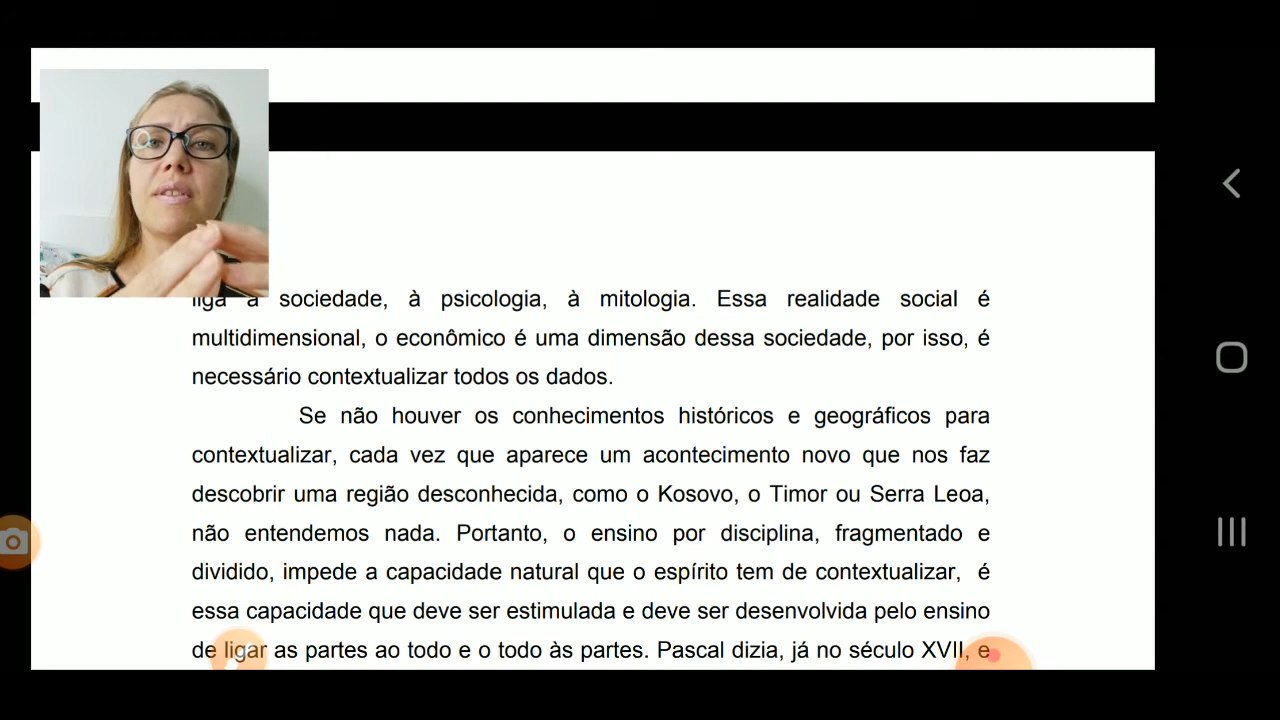 liga à sociedade, à psicologia, à mitologia. Essa realidade social é
multidimensional, o econômico é uma dimensão dessa sociedade, por isso, é
necessário contextualizar todos os dados.
Se não houver os conhecimentos históricos e geográficos para
contextualizar, cada vez que aparece um acontecimento novo que nos faz
descobrir uma região desconhecida, como o Kosovo, o Timor ou Serra Leoa,
não entendemos nada. Portanto, o ensino por disciplina, fragmentado e
dividido, impede a capacidade natural que o espírito tem de contextualizar, é
essa capacidade que deve ser estimulada e deve ser desenvolvida pelo ensino
de ligar as partes ao todo e o todo às partes. Pascal dizia, já no século XVII, e